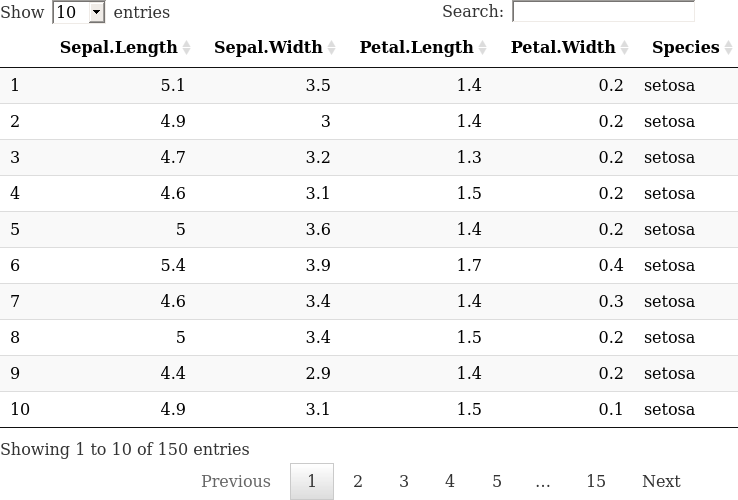 Show 10 entries Search:
Sepal.Length Sepal.Width Petal.Length Petal.Width Species
1 5.1 3.5 1.4 0.2 setosa
2 4.9 3 1.4 0.2 setosa
3 4.7 3.2 1.3 0.2 setosa
4 4.6 3.1 1.5 0.2 setosa
5 5 3.6 1.4 0.2 setosa
6 5.4 3.9 1.7 0.4 setosa
7 4.6 3.4 1.4 0.3 setosa
8 5 3.4 1.5 0.2 setosa
9 4.4 2.9 1.4 0.2 setosa
10 4.9 3.1 1.5 0.1 setosa
Showing 1 to 10 of 150 entries
Previous 1 2 3 4 5 … 15 Next